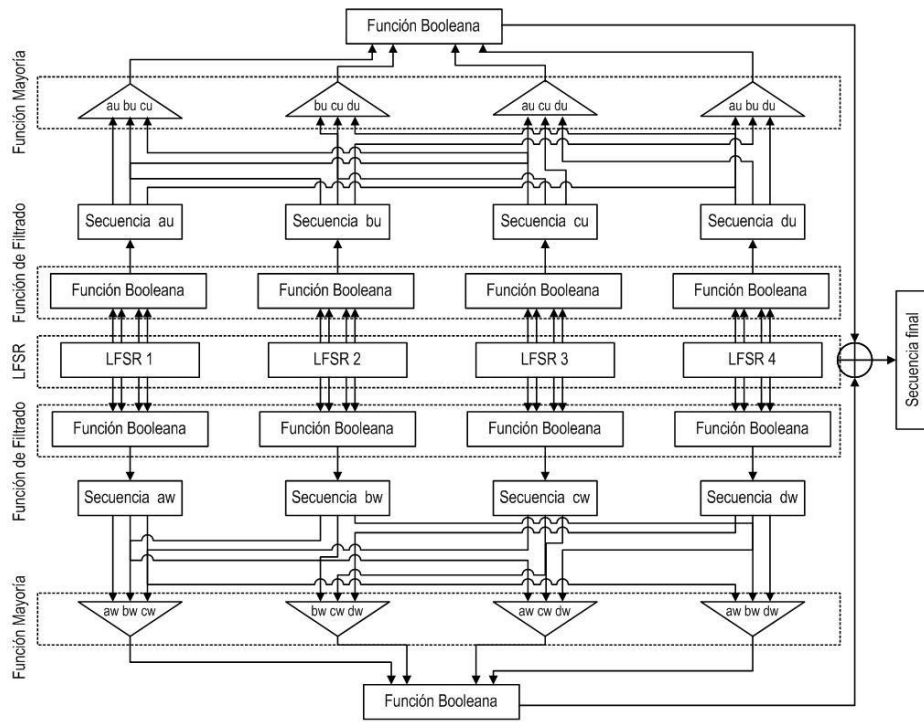 Función Booleana
Función Mayoría
au bu cu
bu cu du
au cu du
au bu du
Secuencia au
Secuencia bu
Secuencia cu
Secuencia du
Función de Filtrado
Función Booleana
Función Booleana
Función Booleana
Función Booleana
LFSR
LFSR 1
LFSR 2
LFSR 3
LFSR 4
Secuencia final
Función de Filtrado
Función Booleana
Función Booleana
Función Booleana
Función Booleana
Secuencia aw
Secuencia bw
Secuencia cw
Secuencia dw
Función Mayoría
aw bw cw
bw cw dw
aw cw dw
aw bw dw
Función Booleana